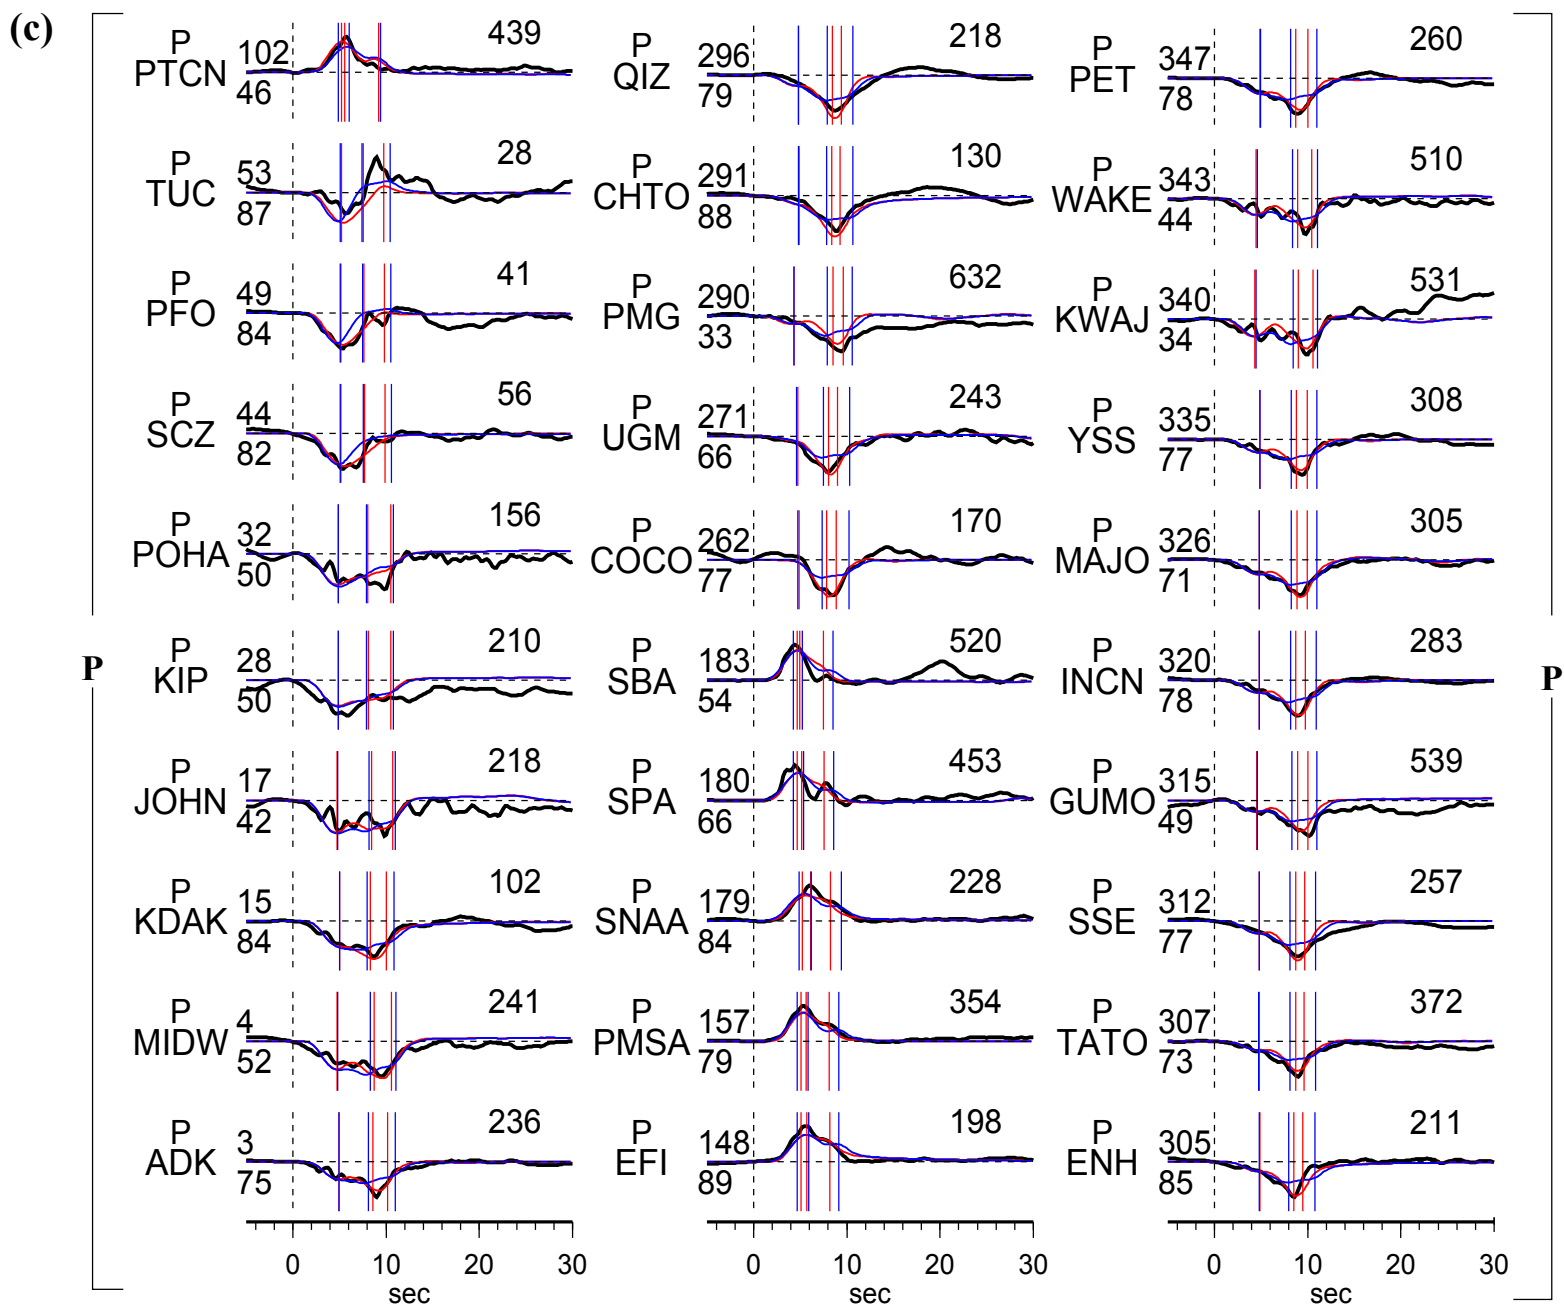 (c)
P
PTCN
102
46
439
P
TUC
53
87
28
P
PFO
49
84
41
P
SCZ
44
82
56
P
POHA
32
50
156
P
KIP
28
50
210
P
JOHN
17
42
218
P
KDAK
15
84
102
P
MIDW
4
52
241
P
ADK
3
75
236
0 10 20 30
sec
P
QIZ
296
79
218
P
CHTO
291
88
130
P
PMG
290
33
632
P
UGM
271
66
243
P
COCO
262
77
170
P
SBA
183
54
520
P
SPA
180
66
453
P
SNAA
179
84
228
P
PMSA
157
79
354
P
EFI
148
89
198
0 10 20 30
sec
P
PET
347
78
260
P
WAKE
343
44
510
P
KWAJ
340
34
531
P
YSS
335
77
308
P
MAJO
326
71
305
P
INCN
320
78
283
P
GUMO
315
49
539
P
SSE
312
77
257
P
TATO
307
73
372
P
ENH
305
85
211
0 10 20 30
sec
P
P